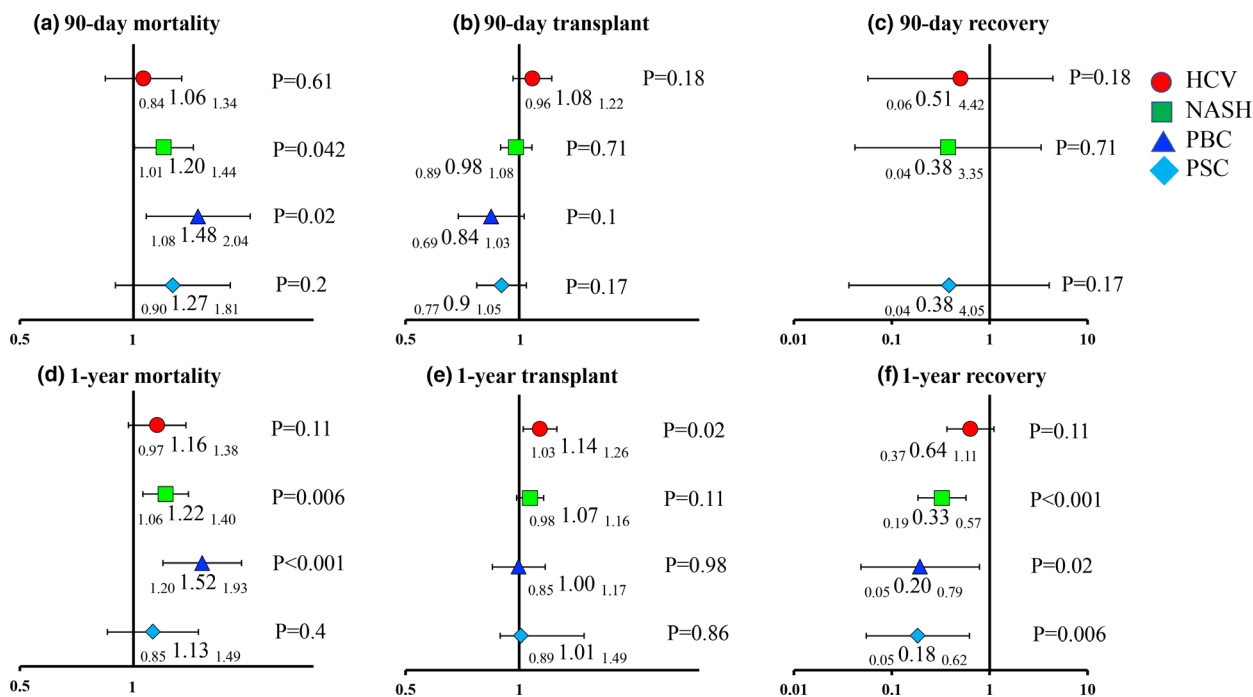 (a) 90-day mortality
P=0.61
0.84 1.06 1.34
P=0.042
1.01 1.20 1.44
P=0.02
1.08 1.48 2.04
P=0.2
0.90 1.27 1.81
0.5 1
(b) 90-day transplant
P=0.18
0.96 1.08 1.22
P=0.71
0.89 0.98 1.08
P=0.1
0.69 0.84 1.03
P=0.17
0.77 0.9 1.05
0.5 1
(c) 90-day recovery
P=0.18
0.06 0.51 4.42
P=0.71
0.04 0.38 3.35
P=0.17
0.04 0.38 4.05
0.01 0.1 1 10
HCV
NASH
PBC
PSC
(d) 1-year mortality
P=0.11
0.97 1.16 1.38
P=0.006
1.06 1.22 1.40
P<0.001
1.20 1.52 1.93
P=0.4
0.85 1.13 1.49
0.5 1
(e) 1-year transplant
P=0.02
1.03 1.14 1.26
P=0.11
0.98 1.07 1.16
P=0.98
0.85 1.00 1.17
P=0.86
0.89 1.01 1.49
0.5 1
(f) 1-year recovery
P=0.11
0.37 0.64 1.11
P<0.001
0.19 0.33 0.57
P=0.02
0.05 0.20 0.79
P=0.006
0.05 0.18 0.62
0.01 0.1 1 10